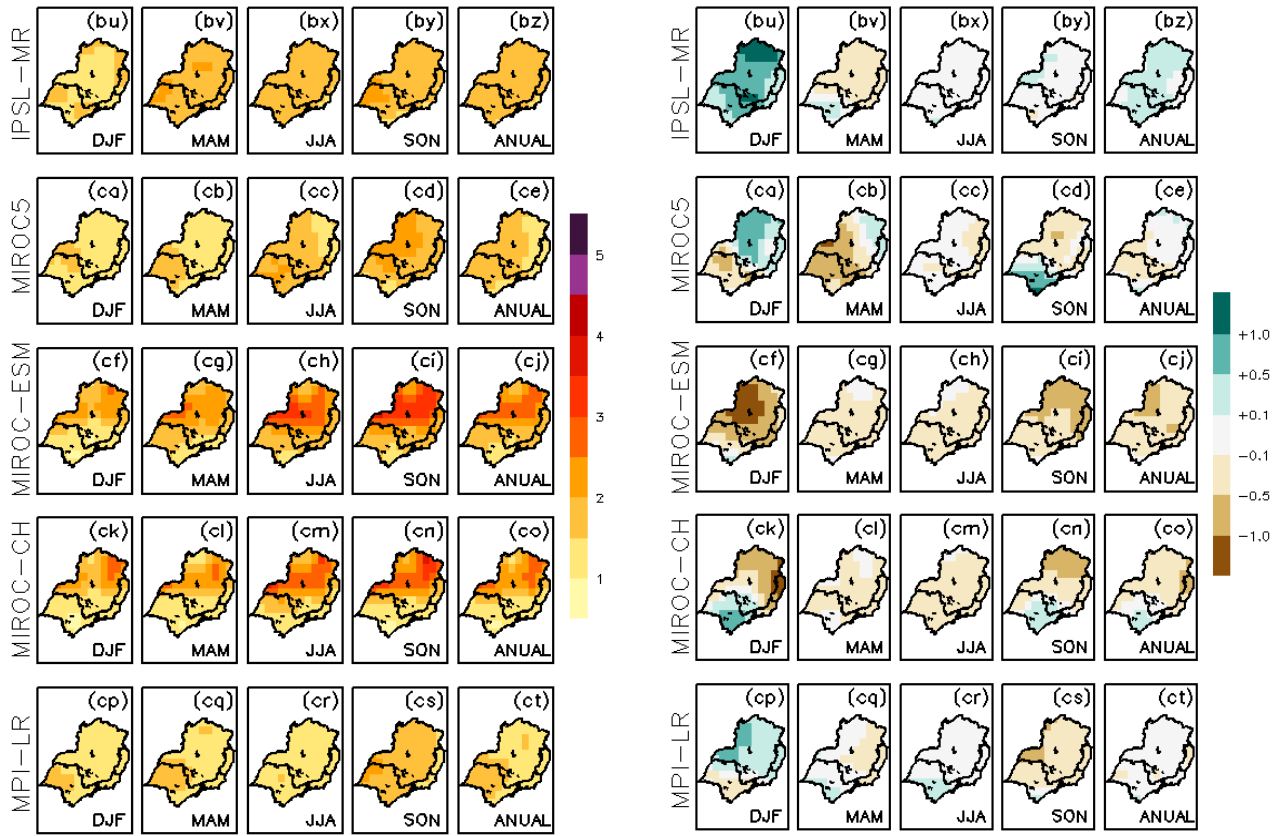 IPSL-MR
(bu) (bv) (bx) (by) (bz)
DJF MAM JJA SON ANUAL
MIROC5
(ca) (cb) (cc) (cd) (ce)
DJF MAM JJA SON ANUAL
MIROC-ESM
(cf) (cg) (ch) (ci) (cj)
DJF MAM JJA SON ANUAL
MIROC-CH
(ck) (cl) (cm) (cn) (co)
DJF MAM JJA SON ANUAL
MPI-LR
(cp) (cq) (cr) (cs) (ct)
DJF MAM JJA SON ANUAL
5
4
3
2
1
IPSL-MR
(bu) (bv) (bx) (by) (bz)
DJF MAM JJA SON ANUAL
MIROC5
(ca) (cb) (cc) (cd) (ce)
DJF MAM JJA SON ANUAL
MIROC-ESM
(cf) (cg) (ch) (ci) (cj)
DJF MAM JJA SON ANUAL
MIROC-CH
(ck) (cl) (cm) (cn) (co)
DJF MAM JJA SON ANUAL
MPI-LR
(cp) (cq) (cr) (cs) (ct)
DJF MAM JJA SON ANUAL
+1.0
+0.5
+0.1
-0.1
-0.5
-1.0